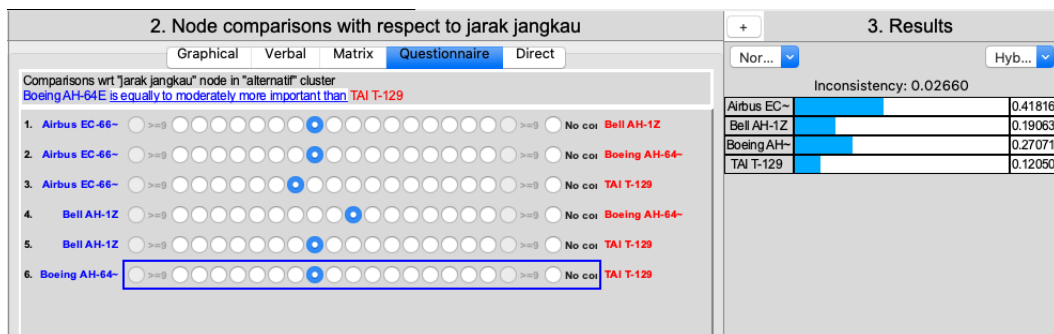 2. Node comparisons with respect to jarak jangkau
Graphical Verbal Matrix Questionnaire Direct
Comparisons wrt "jarak jangkau" node in "alternatif" cluster
Boeing AH-64E is equally to moderately more important than TAI T-129
1. Airbus EC-66~ >=9 >=9 No coı Bell AH-1Z
2. Airbus EC-66~ >=9 >=9 No coı Boeing AH-64~
3. Airbus EC-66~ >=9 >=9 No coı TAI T-129
4. Bell AH-1Z >=9 >=9 No coı Boeing AH-64~
5. Bell AH-1Z >=9 >=9 No coı TAI T-129
6. Boeing AH-64~ >=9 >=9 No coı TAI T-129
+ 3. Results
Nor... Hyb...
Inconsistency: 0.02660
Airbus EC~ 0.41816
Bell AH-1Z 0.19063
Boeing AH~ 0.27071
TAI T-129 0.12050